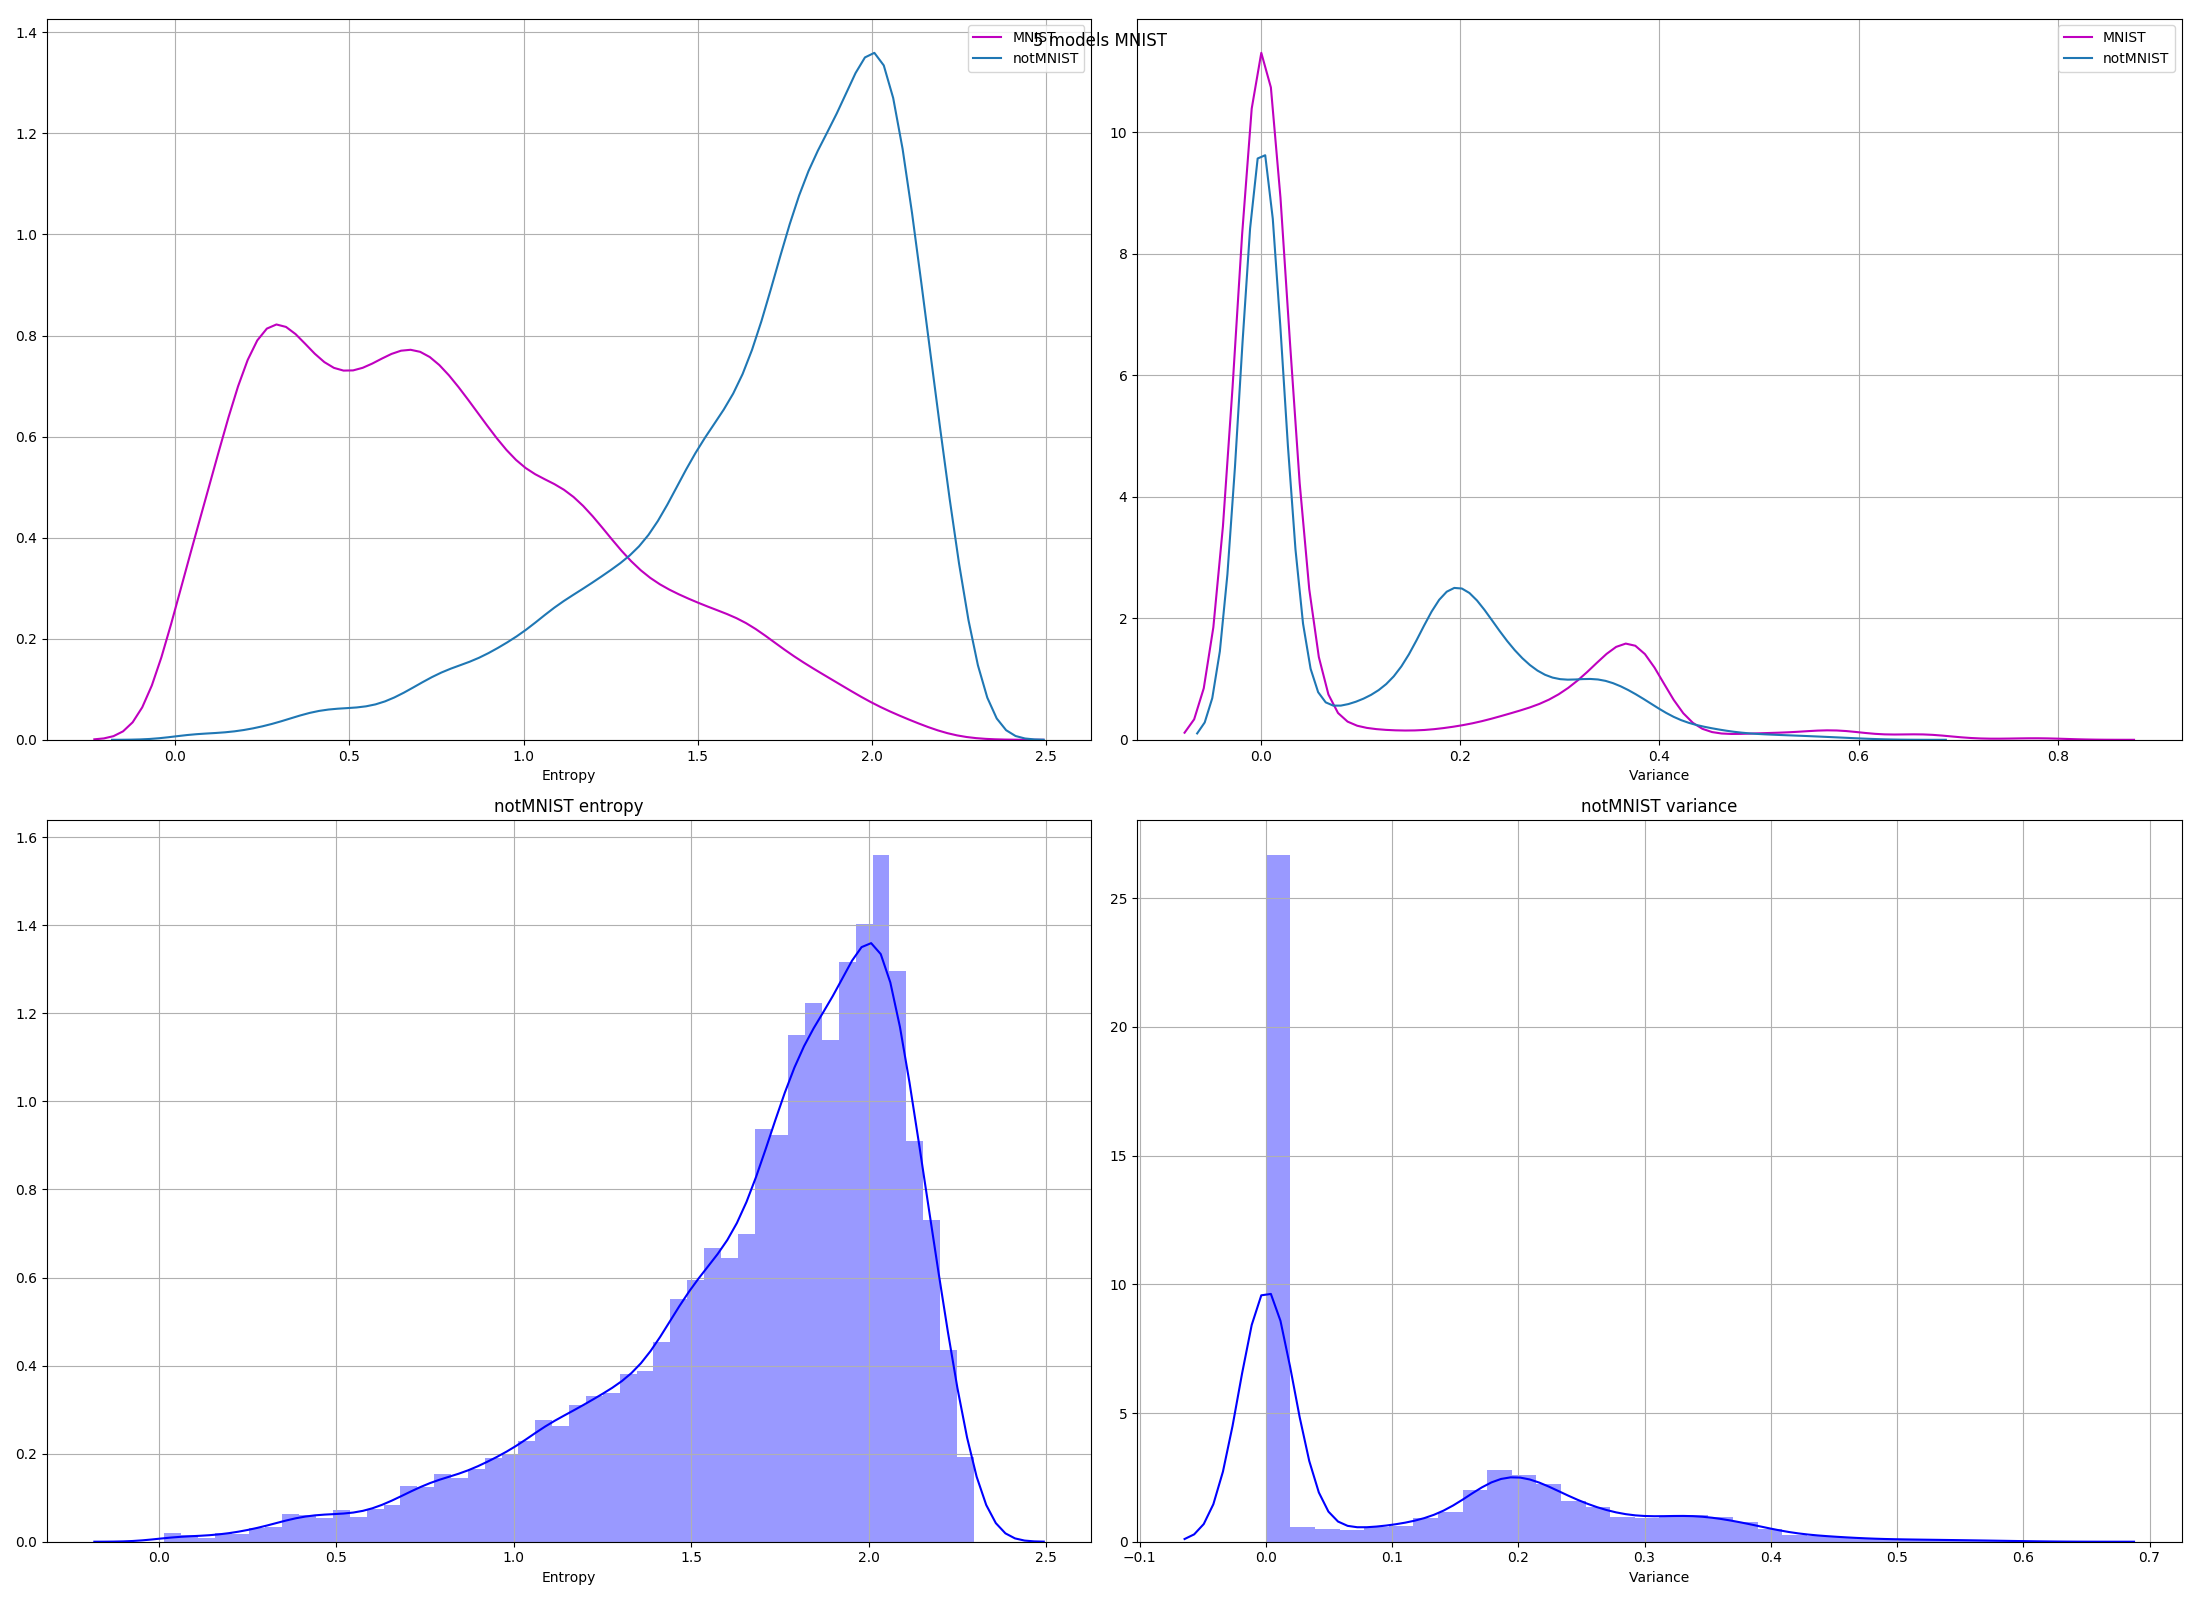 5 models MNIST
MNIST
notMNIST
1.4
1.2
1.0
0.8
0.6
0.4
0.2
0.0
0.0 0.5 1.0 1.5 2.0 2.5
Entropy
MNIST
notMNIST
10
8
6
4
2
0
0.0 0.2 0.4 0.6 0.8
Variance
notMNIST entropy
1.6
1.4
1.2
1.0
0.8
0.6
0.4
0.2
0.0
0.0 0.5 1.0 1.5 2.0 2.5
Entropy
notMNIST variance
25
20
15
10
5
0
−0.1 0.0 0.1 0.2 0.3 0.4 0.5 0.6 0.7
Variance